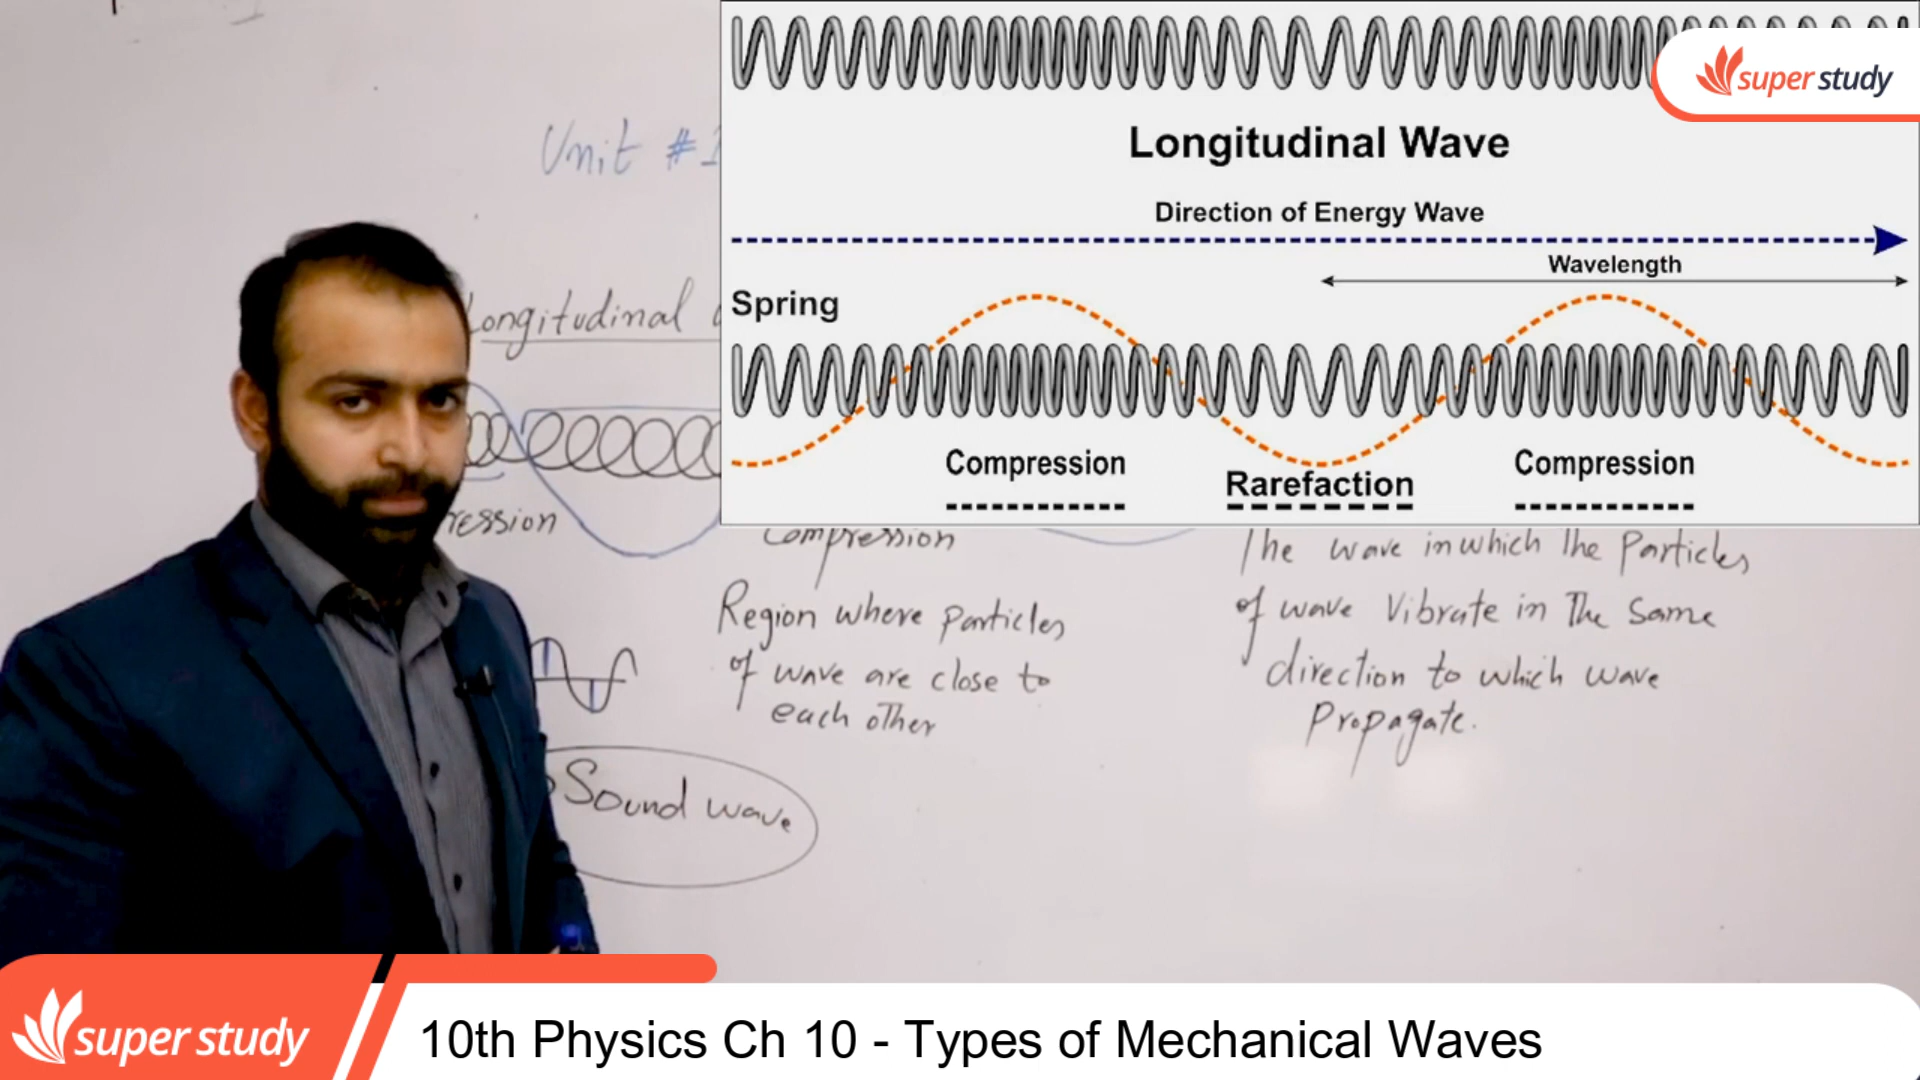 super study
Longitudinal Wave
Direction of Energy Wave
Wavelength
Spring
Compression
Rarefaction
Compression
Unit #
Longitudinal
ression
Compression
Region where particles
of wave are close to
each other
The wave in which The Particles
of wave Vibrate in The Same
direction to which wave
Propagate.
Sound wave
super study
10th Physics Ch 10 - Types of Mechanical Waves